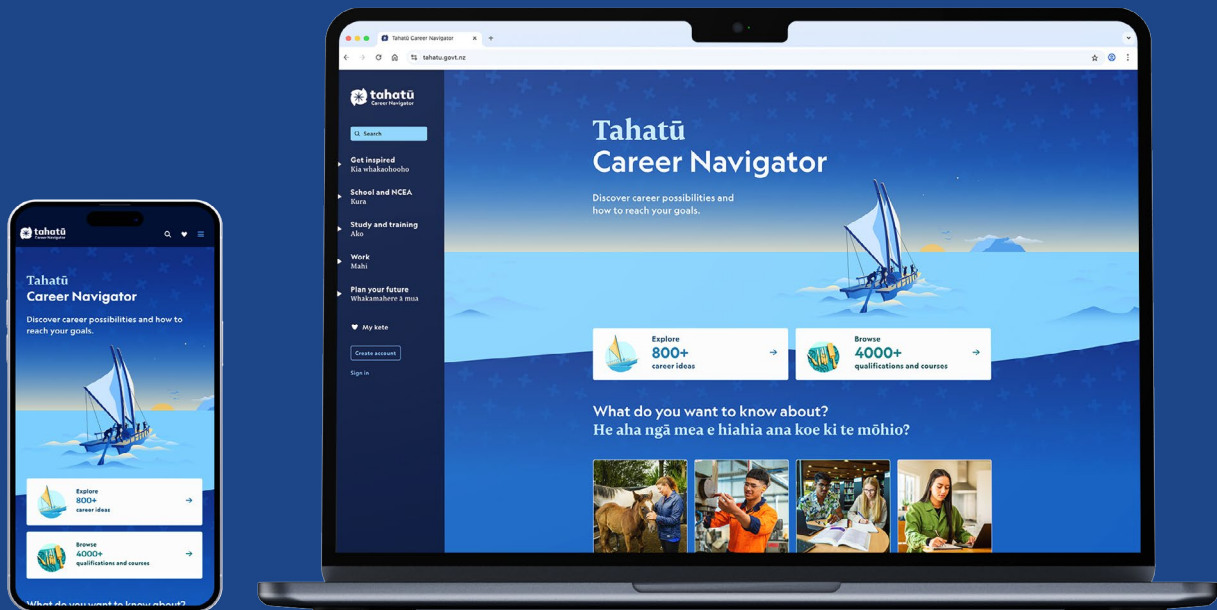 tahatū
Career Navigator
Tahatū
Career Navigator
Discover career possibilities and how to
reach your goals.
Explore
800+
career ideas
Browse
4000+
qualifications and courses
What do you want to know about?
Tahatū Career Navigator
tahatu.govt.nz
tahatū
Career Navigator
Search
Get inspired
Kia whakaohooho
School and NCEA
Kura
Study and training
Ako
Work
Mahi
Plan your future
Whakamahere ā mua
My kete
Create account
Sign in
Tahatū
Career Navigator
Discover career possibilities and
how to reach your goals.
Explore
800+
career ideas
Browse
4000+
qualifications and courses
What do you want to know about?
He aha ngā mea e hiahia ana koe ki te mōhio?